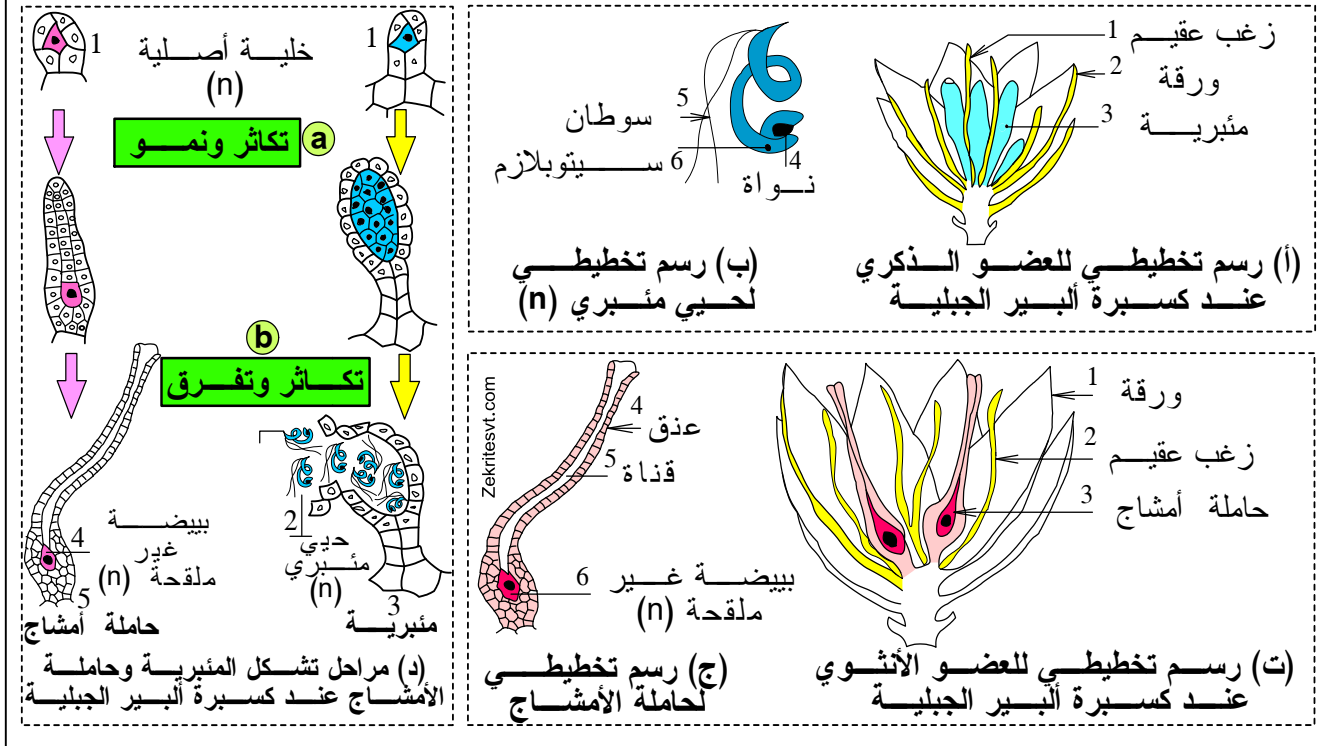 1 زغب عقيم
2 ورقة
3 مئبرية
(أ) رسم تخطيطي للعضو الذكري
عند كسبرة ألبير الجبلية
5 سوطان
6 سيتوبلازم
4
نواة
(ب) رسم تخطيطي
لحيي مئبري (n)
1
خلية أصلية
(n)
1
تكاثر ونمو a
b
تكاثر وتفرق
2
حيي
مئبري
(n)
3
مئبرية
4
بييضة
غير
ملقحة (n)
5
حاملة أمشاج
(د) مراحل تشكل المئبرية وحاملة
الأمشاج عند كسبرة ألبير الجبلية
1 ورقة
2 زغب عقيم
3 حاملة أمشاج
(ت) رسم تخطيطي للعضو الأنثوي
عند كسبرة ألبير الجبلية
Zekritesvt.com
4 عنق
5 قناة
6 بييضة غير
ملقحة (n)
(ج) رسم تخطيطي
لحاملة الأمشاج